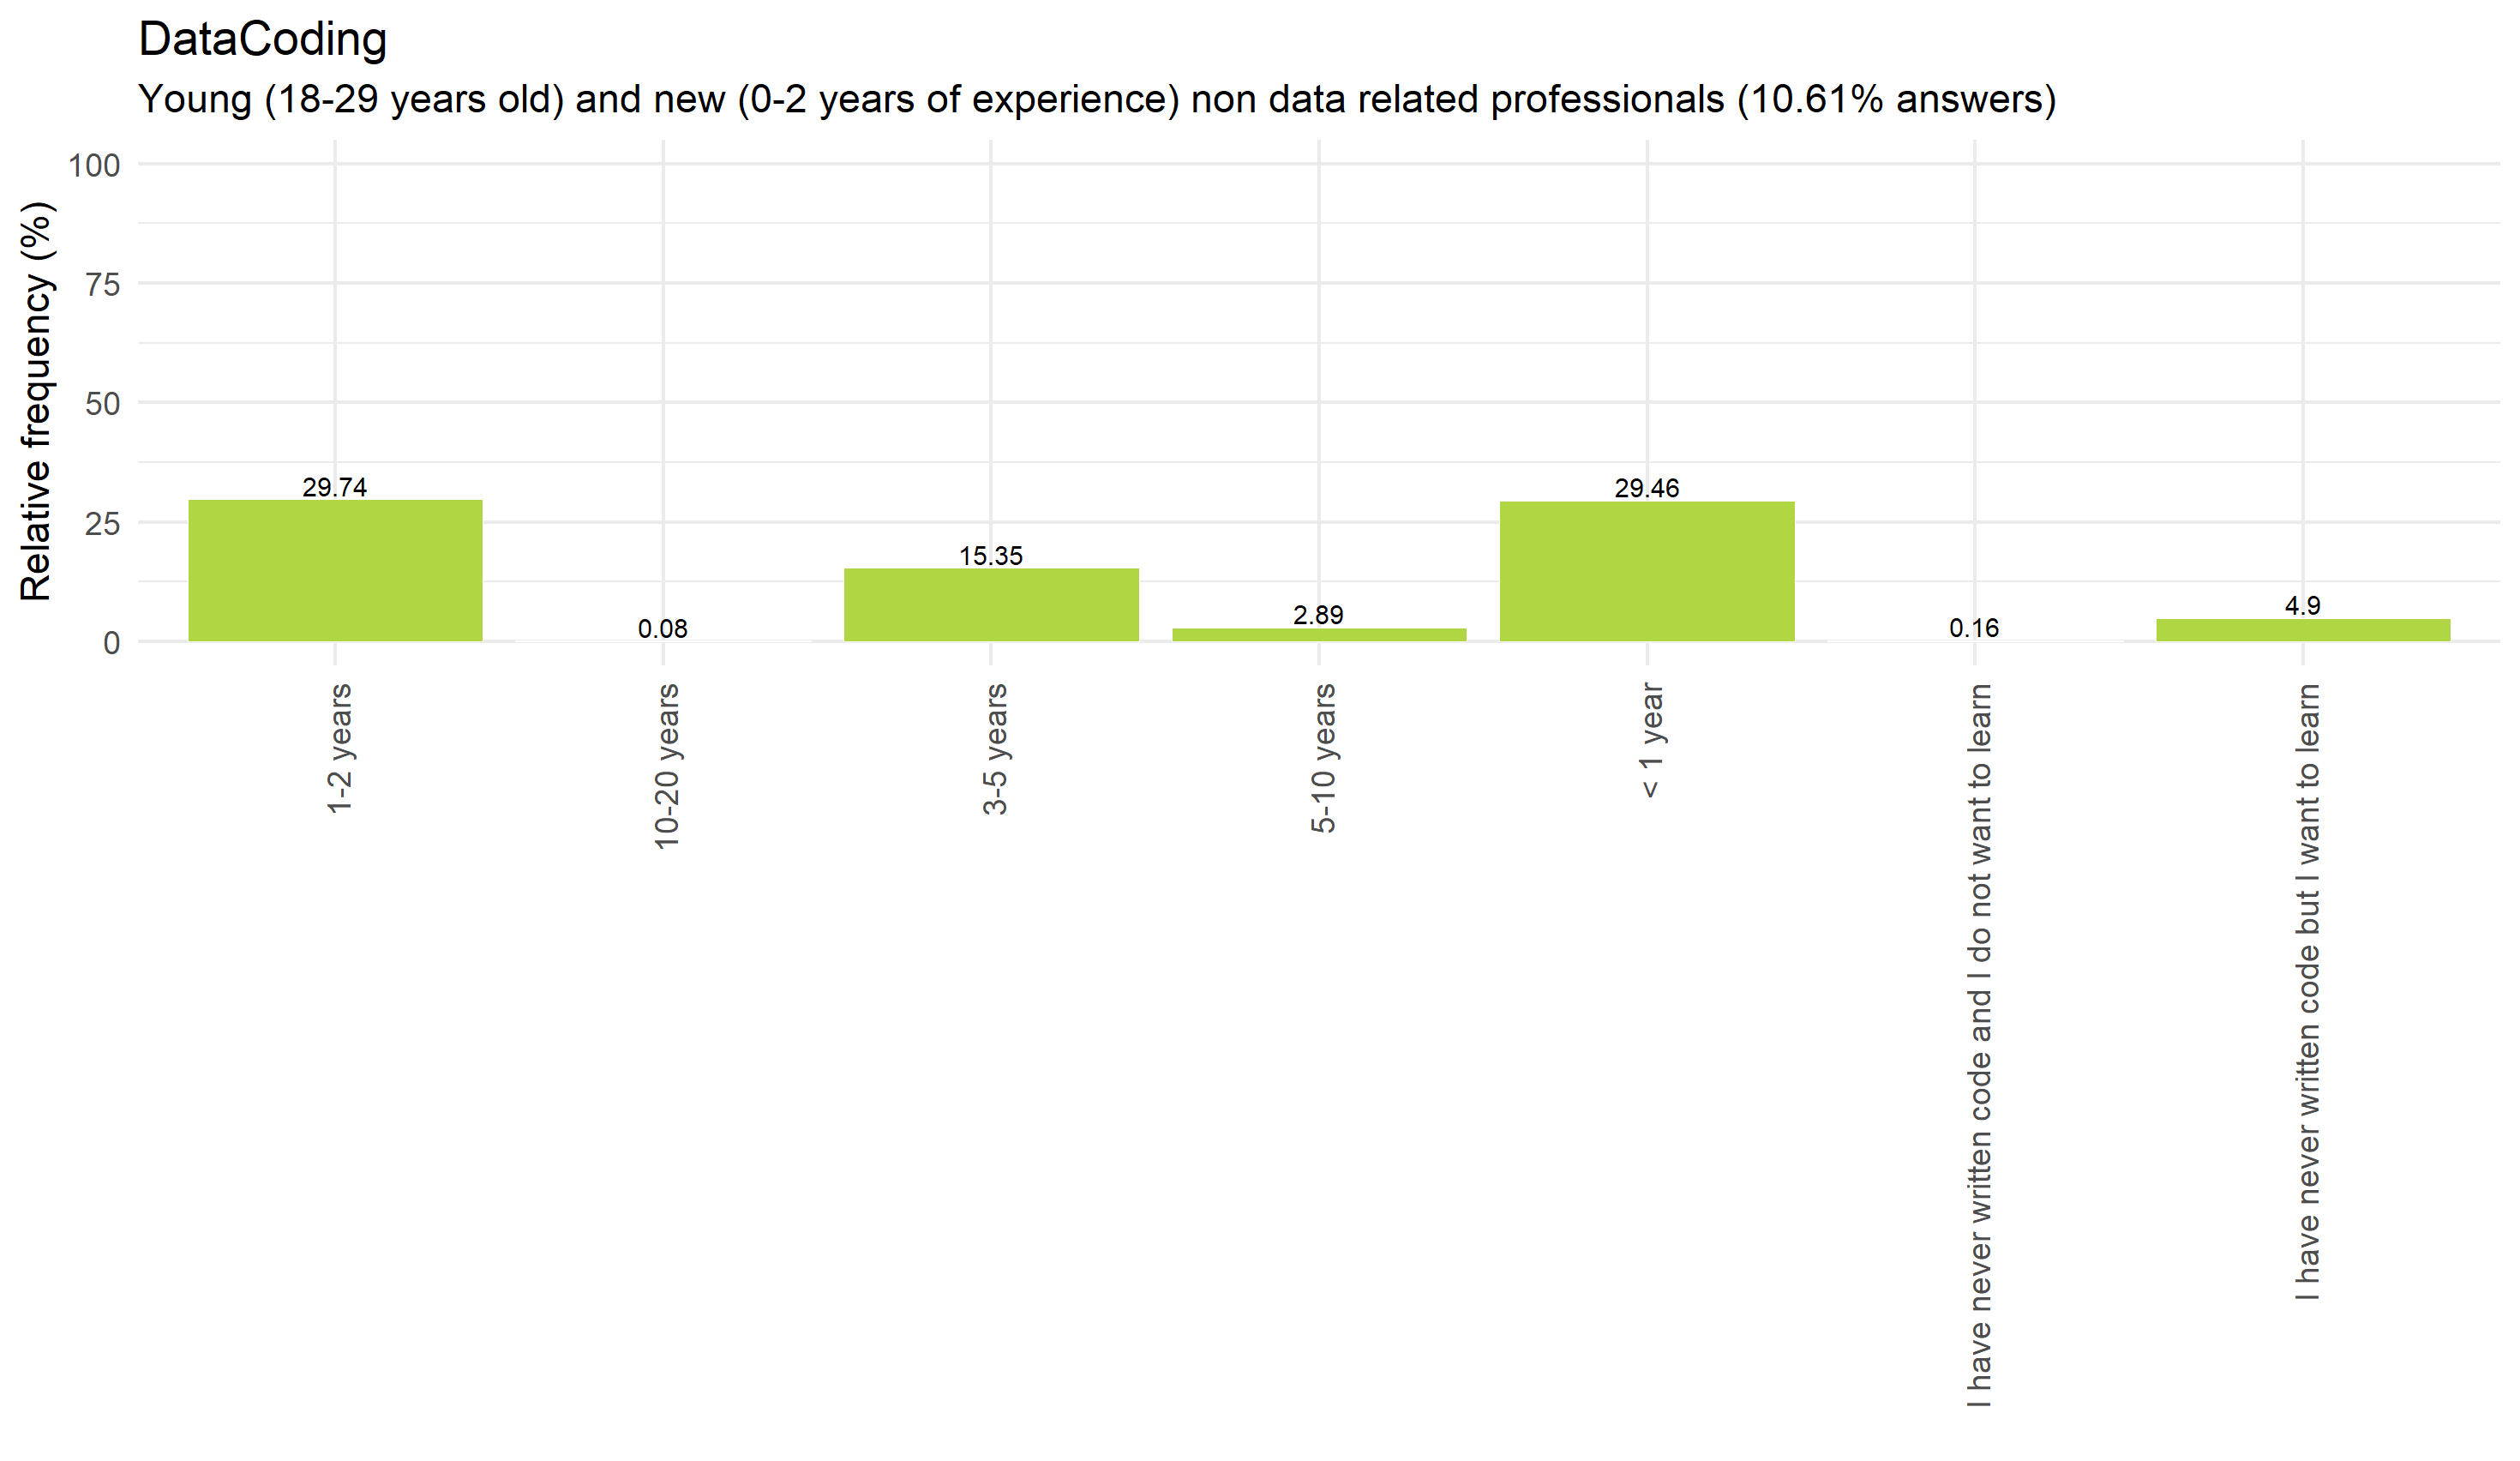 DataCoding
Young (18-29 years old) and new (0-2 years of experience) non data related professionals (10.61% answers)
Relative frequency (%)
100
75
50
25
0
29.74
0.08
15.35
2.89
29.46
0.16
4.9
1-2 years
10-20 years
3-5 years
5-10 years
< 1 year
I have never written code and I do not want to learn
I have never written code but I want to learn